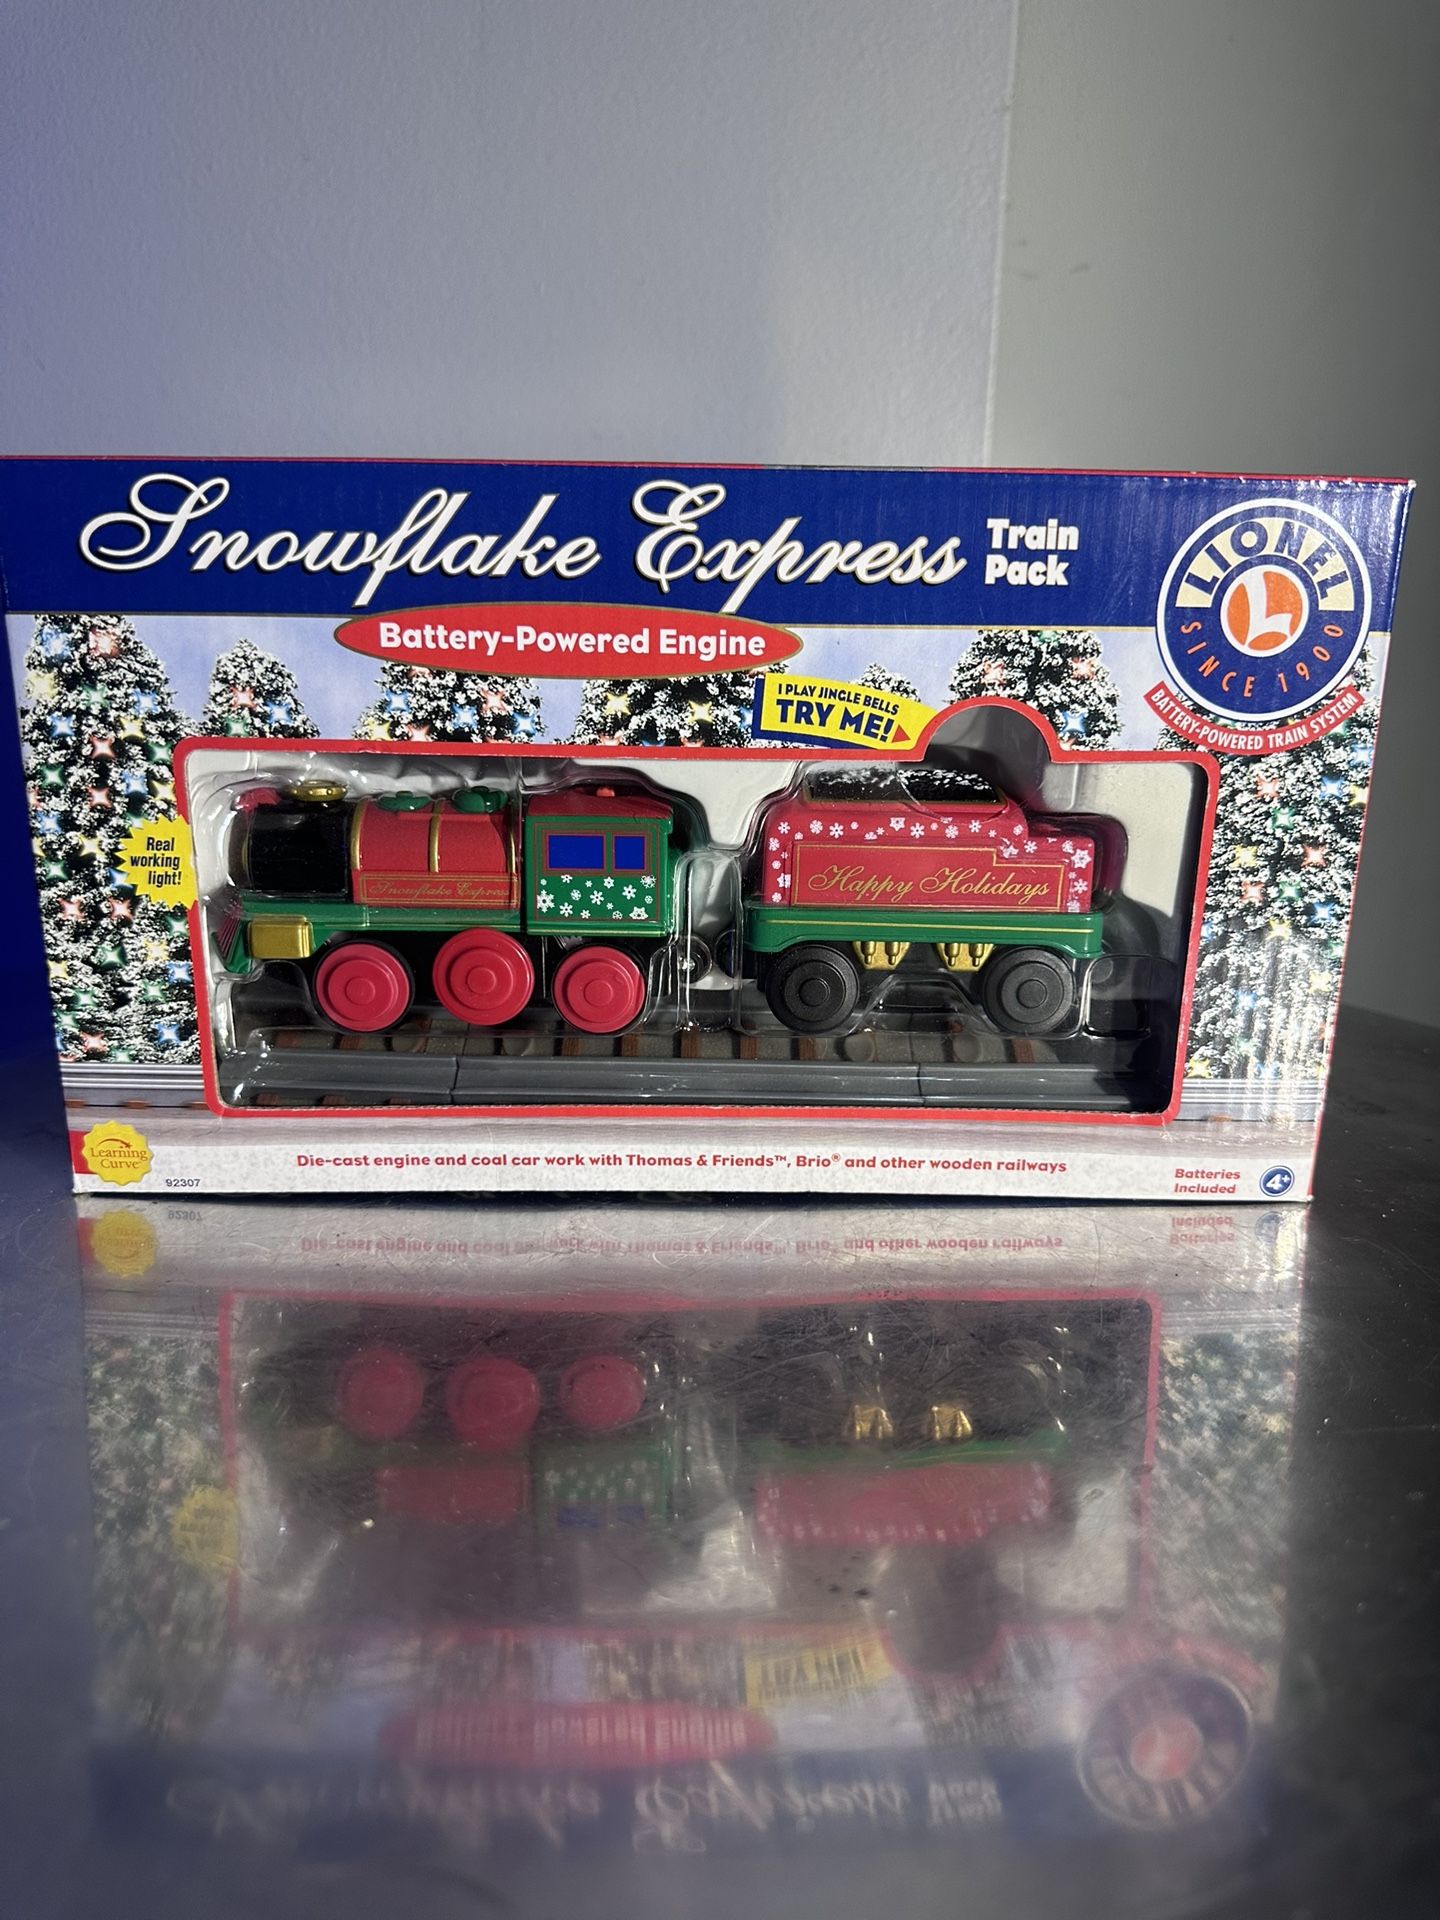 Snowflake Express
Train
Pack
LIONEL
SINCE 1900
BATTERY-POWERED TRAIN SYSTEM
Battery-Powered Engine
I PLAY JINGLE BELLS
TRY ME!
Real
working
light!
Snowflake Express
Happy Holidays
Learning
Curve
92307
Die-cast engine and coal car work with Thomas & Friends™, Brio® and other wooden railways
Batteries
Included
4+